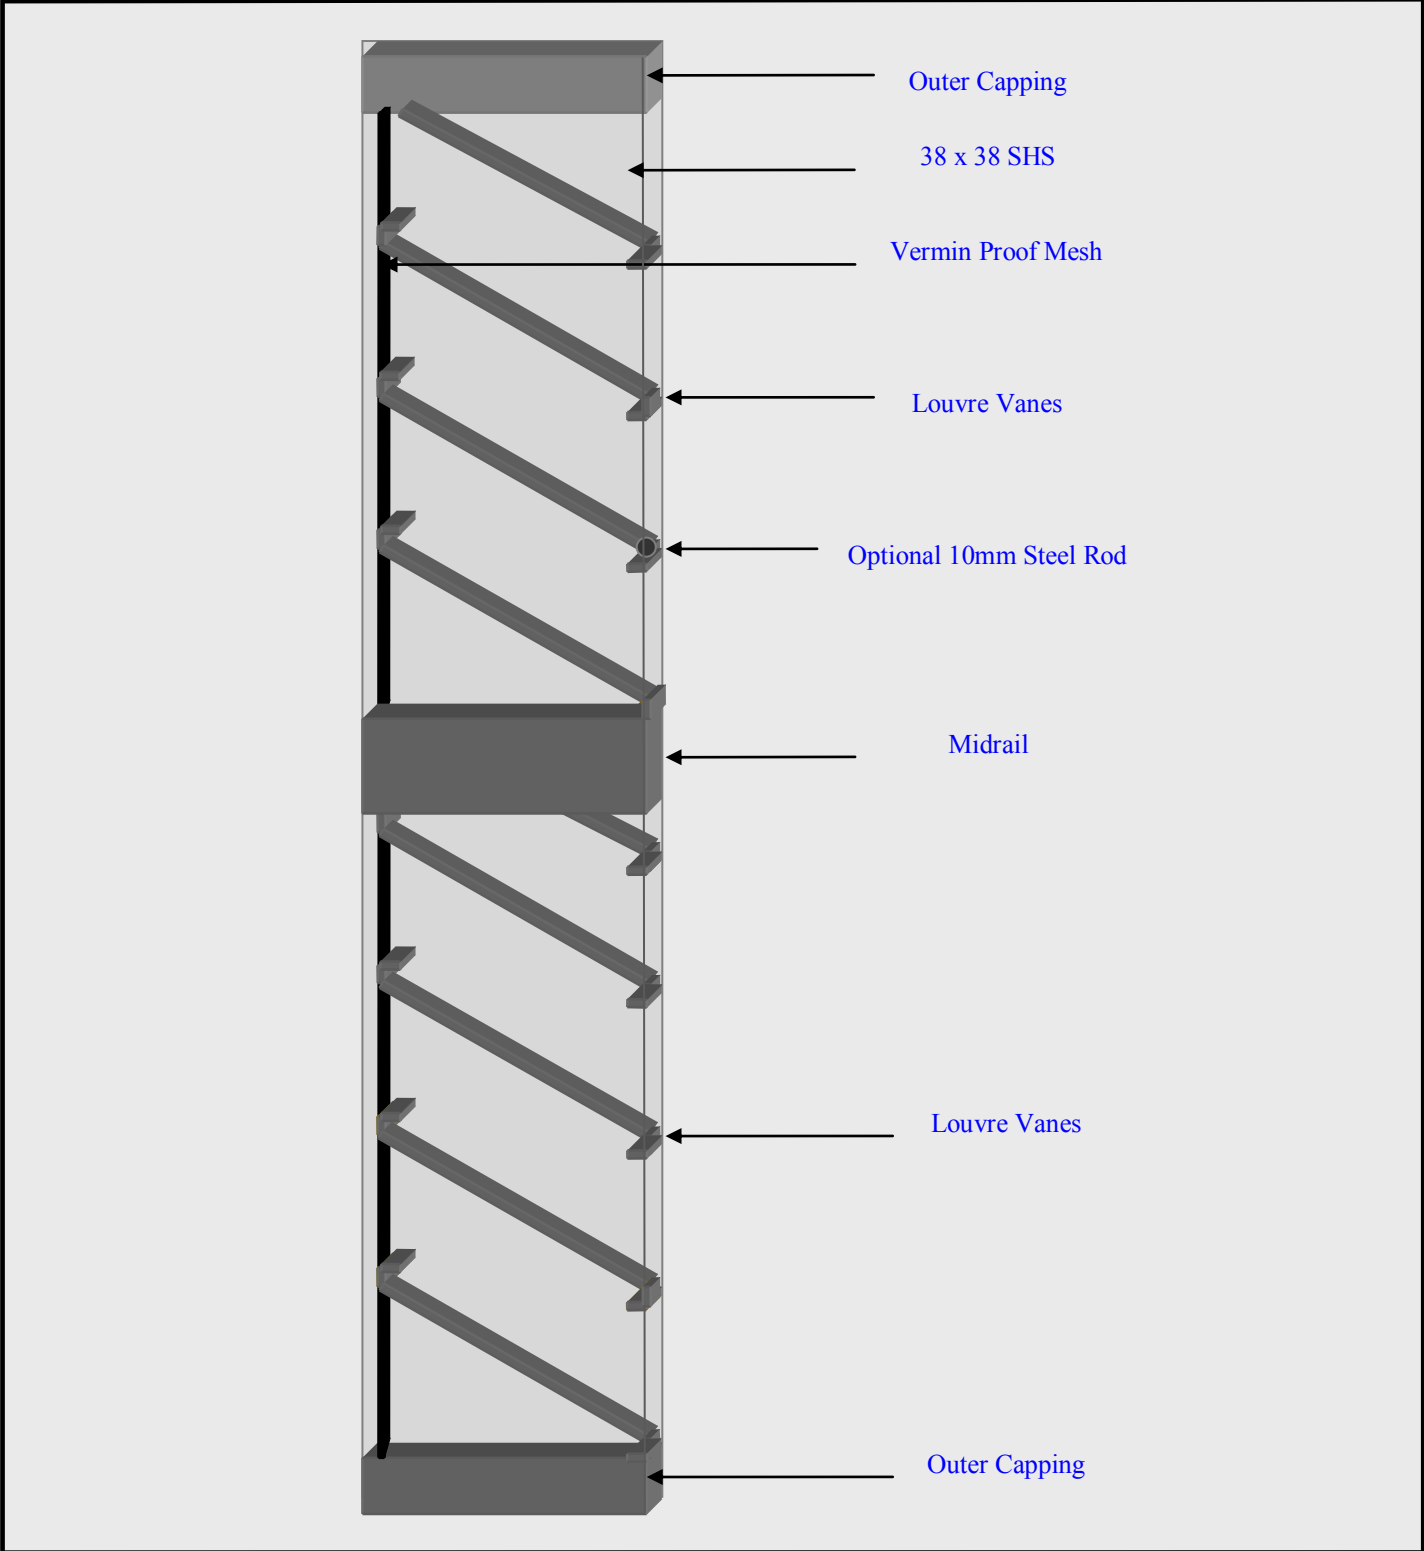 Outer Capping
38 x 38 SHS
Vermin Proof Mesh
Louvre Vanes
Optional 10mm Steel Rod
Midrail
Louvre Vanes
Outer Capping